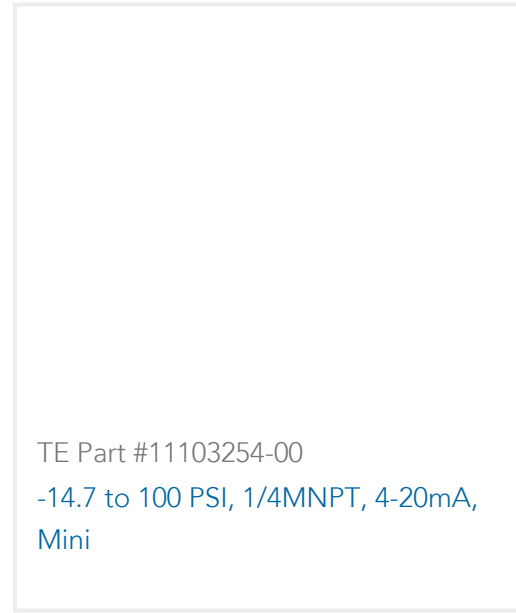 TE Part #11103254-00
-14.7 to 100 PSI, 1/4MNPT, 4-20mA,
Mini